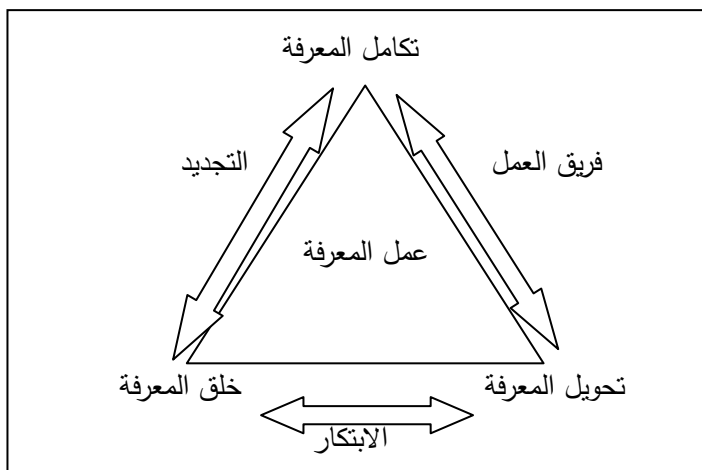 تكامل المعرفة
التجديد
فريق العمل
عمل المعرفة
خلق المعرفة
تحويل المعرفة
الابتكار